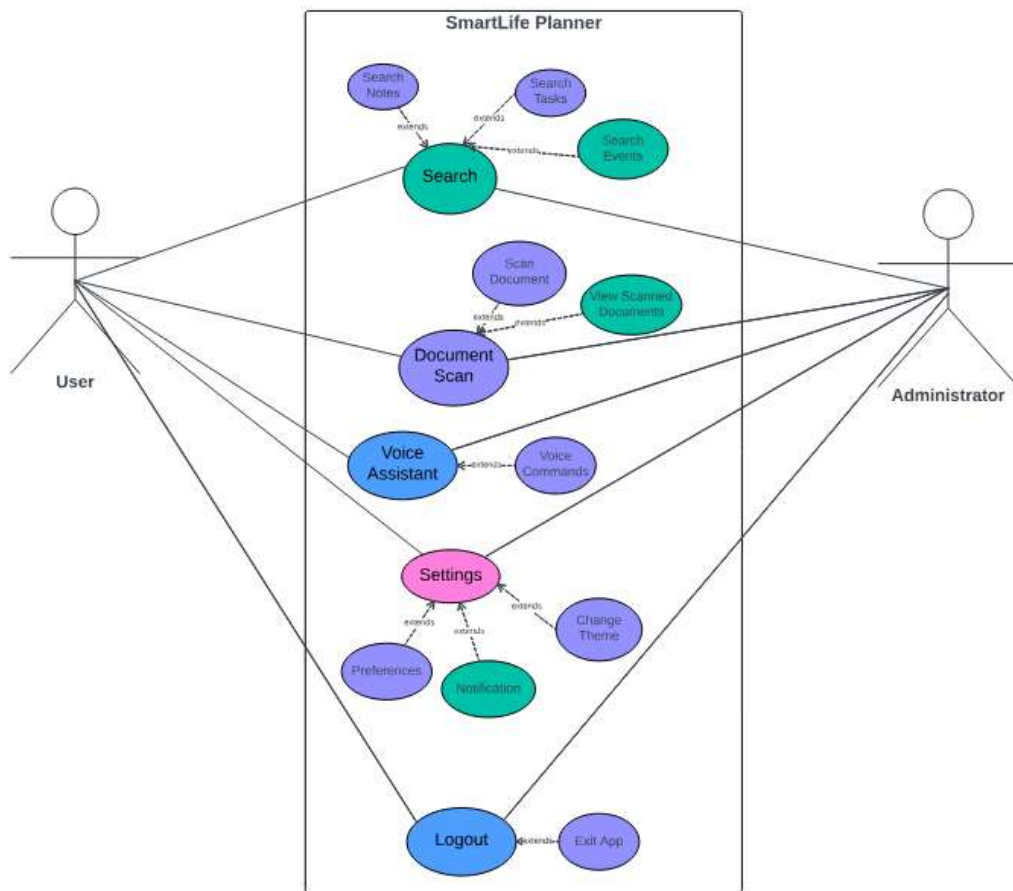 SmartLife Planner
Search
Notes
Search
Tasks
extends
extends
extends
Search
Events
Search
Scan
Document
View Scanned
Documents
extends
extends
Document
Scan
User
Administrator
Voice
Assistant
extends
Voice
Commands
Settings
extends
extends
extends
Change
Theme
Preferences
Notification
Logout
extends
Exit App